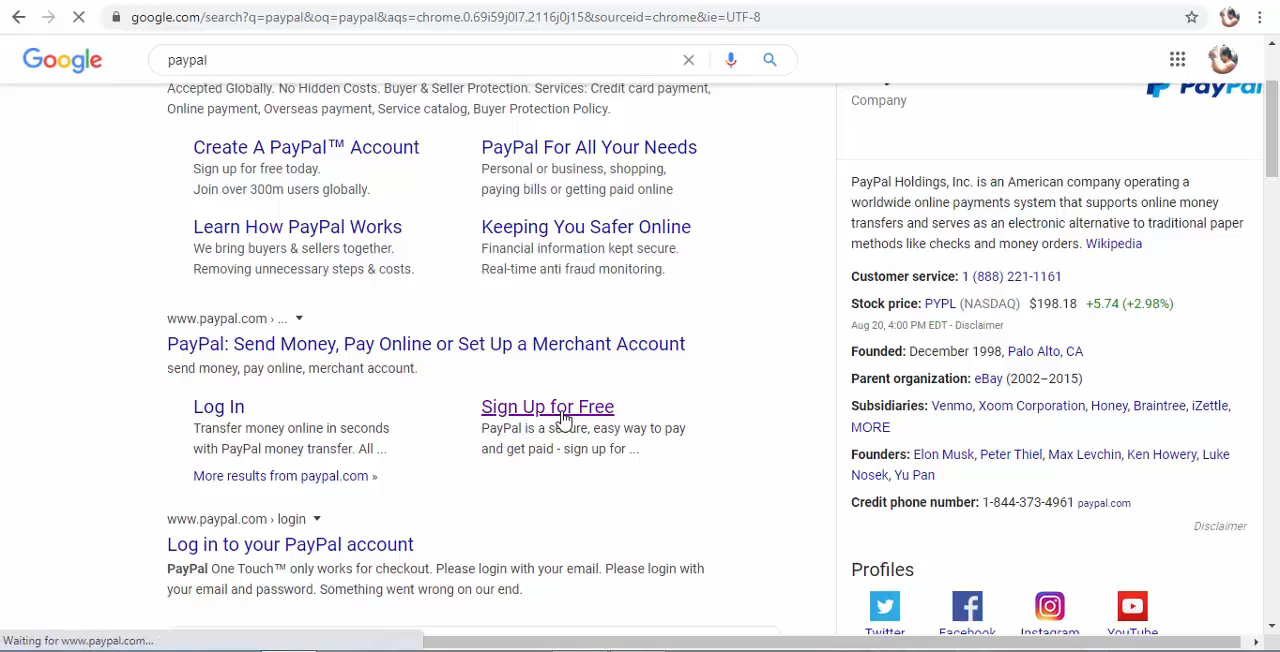 google.com/search?q=paypal&oq=paypal&aqs=chrome.0.69i59j0l7.2116j0j15&sourceid=chrome&ie=UTF-8
Google
paypal
Accepted Globally. No Hidden Costs. Buyer & Seller Protection. Services: Credit card payment,
Online payment, Overseas payment, Service catalog, Buyer Protection Policy.
Create A PayPal™ Account
Sign up for free today.
Join over 300m users globally.
PayPal For All Your Needs
Personal or business, shopping,
paying bills or getting paid online
Learn How PayPal Works
We bring buyers & sellers together.
Removing unnecessary steps & costs.
Keeping You Safer Online
Financial information kept secure.
Real-time anti fraud monitoring.
www.paypal.com › ...
PayPal: Send Money, Pay Online or Set Up a Merchant Account
send money, pay online, merchant account.
Log In
Transfer money online in seconds
with PayPal money transfer. All ...
Sign Up for Free
PayPal is a secure, easy way to pay
and get paid - sign up for ...
More results from paypal.com »
www.paypal.com › login
Log in to your PayPal account
PayPal One Touch™ only works for checkout. Please login with your email. Please login with
your email and password. Something went wrong on our end.
Waiting for www.paypal.com...
PayPal
Company
PayPal Holdings, Inc. is an American company operating a
worldwide online payments system that supports online money
transfers and serves as an electronic alternative to traditional paper
methods like checks and money orders. Wikipedia
Customer service: 1 (888) 221-1161
Stock price: PYPL (NASDAQ) $198.18 +5.74 (+2.98%)
Aug 20, 4:00 PM EDT - Disclaimer
Founded: December 1998, Palo Alto, CA
Parent organization: eBay (2002–2015)
Subsidiaries: Venmo, Xoom Corporation, Honey, Braintree, iZettle,
MORE
Founders: Elon Musk, Peter Thiel, Max Levchin, Ken Howery, Luke
Nosek, Yu Pan
Credit phone number: 1-844-373-4961 paypal.com
Disclaimer
Profiles
Twitter
Facebook
Instagram
YouTube